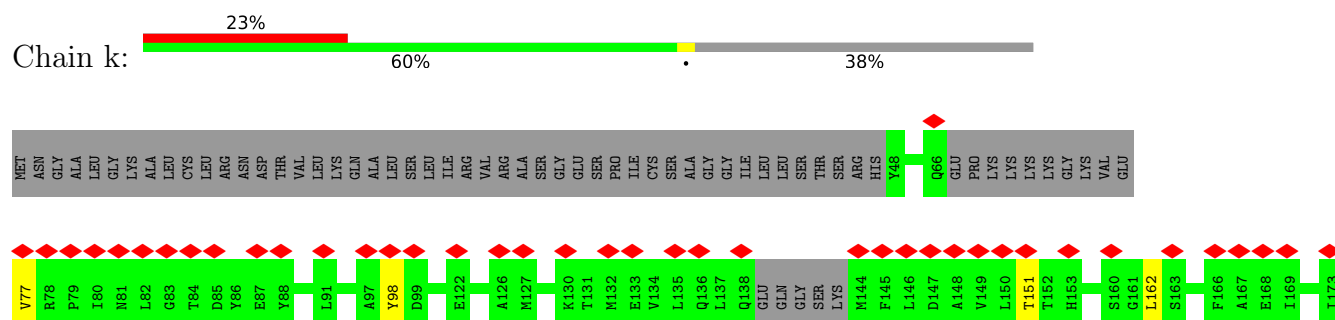 23%
Chain k:
60% • 38%
MET ASN GLY ALA LEU GLY LYS ALA LEU CYS LEU ARG ASN ASP THR VAL LEU LYS GLN ALA LEU SER LEU ILE ARG VAL ARG ALA SER GLY GLU SER PRO ILE CYS SER ALA GLY GLY ILE LEU LEU SER THR SER ARG HIS Y48 Q66 GLU PRO LYS LYS LYS LYS GLY LYS VAL GLU
V77 R78 P79 I80 N81 L82 G83 T84 D85 Y86 E87 Y88 L91 A97 Y98 D99 E122 A126 M127 K130 T131 M132 E133 V134 L135 Q136 L137 Q138 GLU GLN GLY SER LYS M144 F145 L146 D147 A148 V149 L150 T151 T152 H153 S160 G161 L162 S163 F166 A167 E168 I169